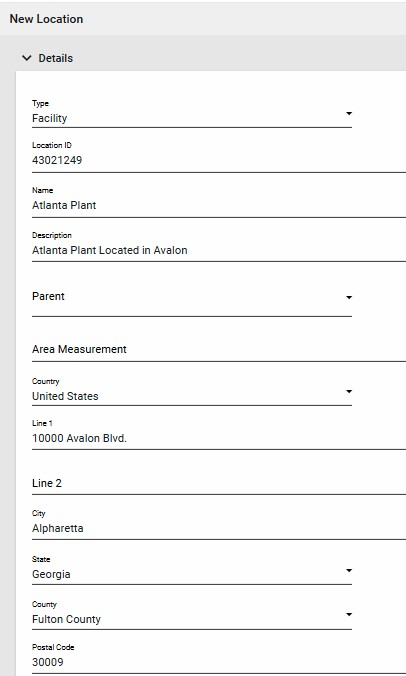 New Location
Details
Type
Facility
Location ID
43021249
Name
Atlanta Plant
Description
Atlanta Plant Located in Avalon
Parent
Area Measurement
Country
United States
Line 1
10000 Avalon Blvd.
Line 2
City
Alpharetta
State
Georgia
County
Fulton County
Postal Code
30009